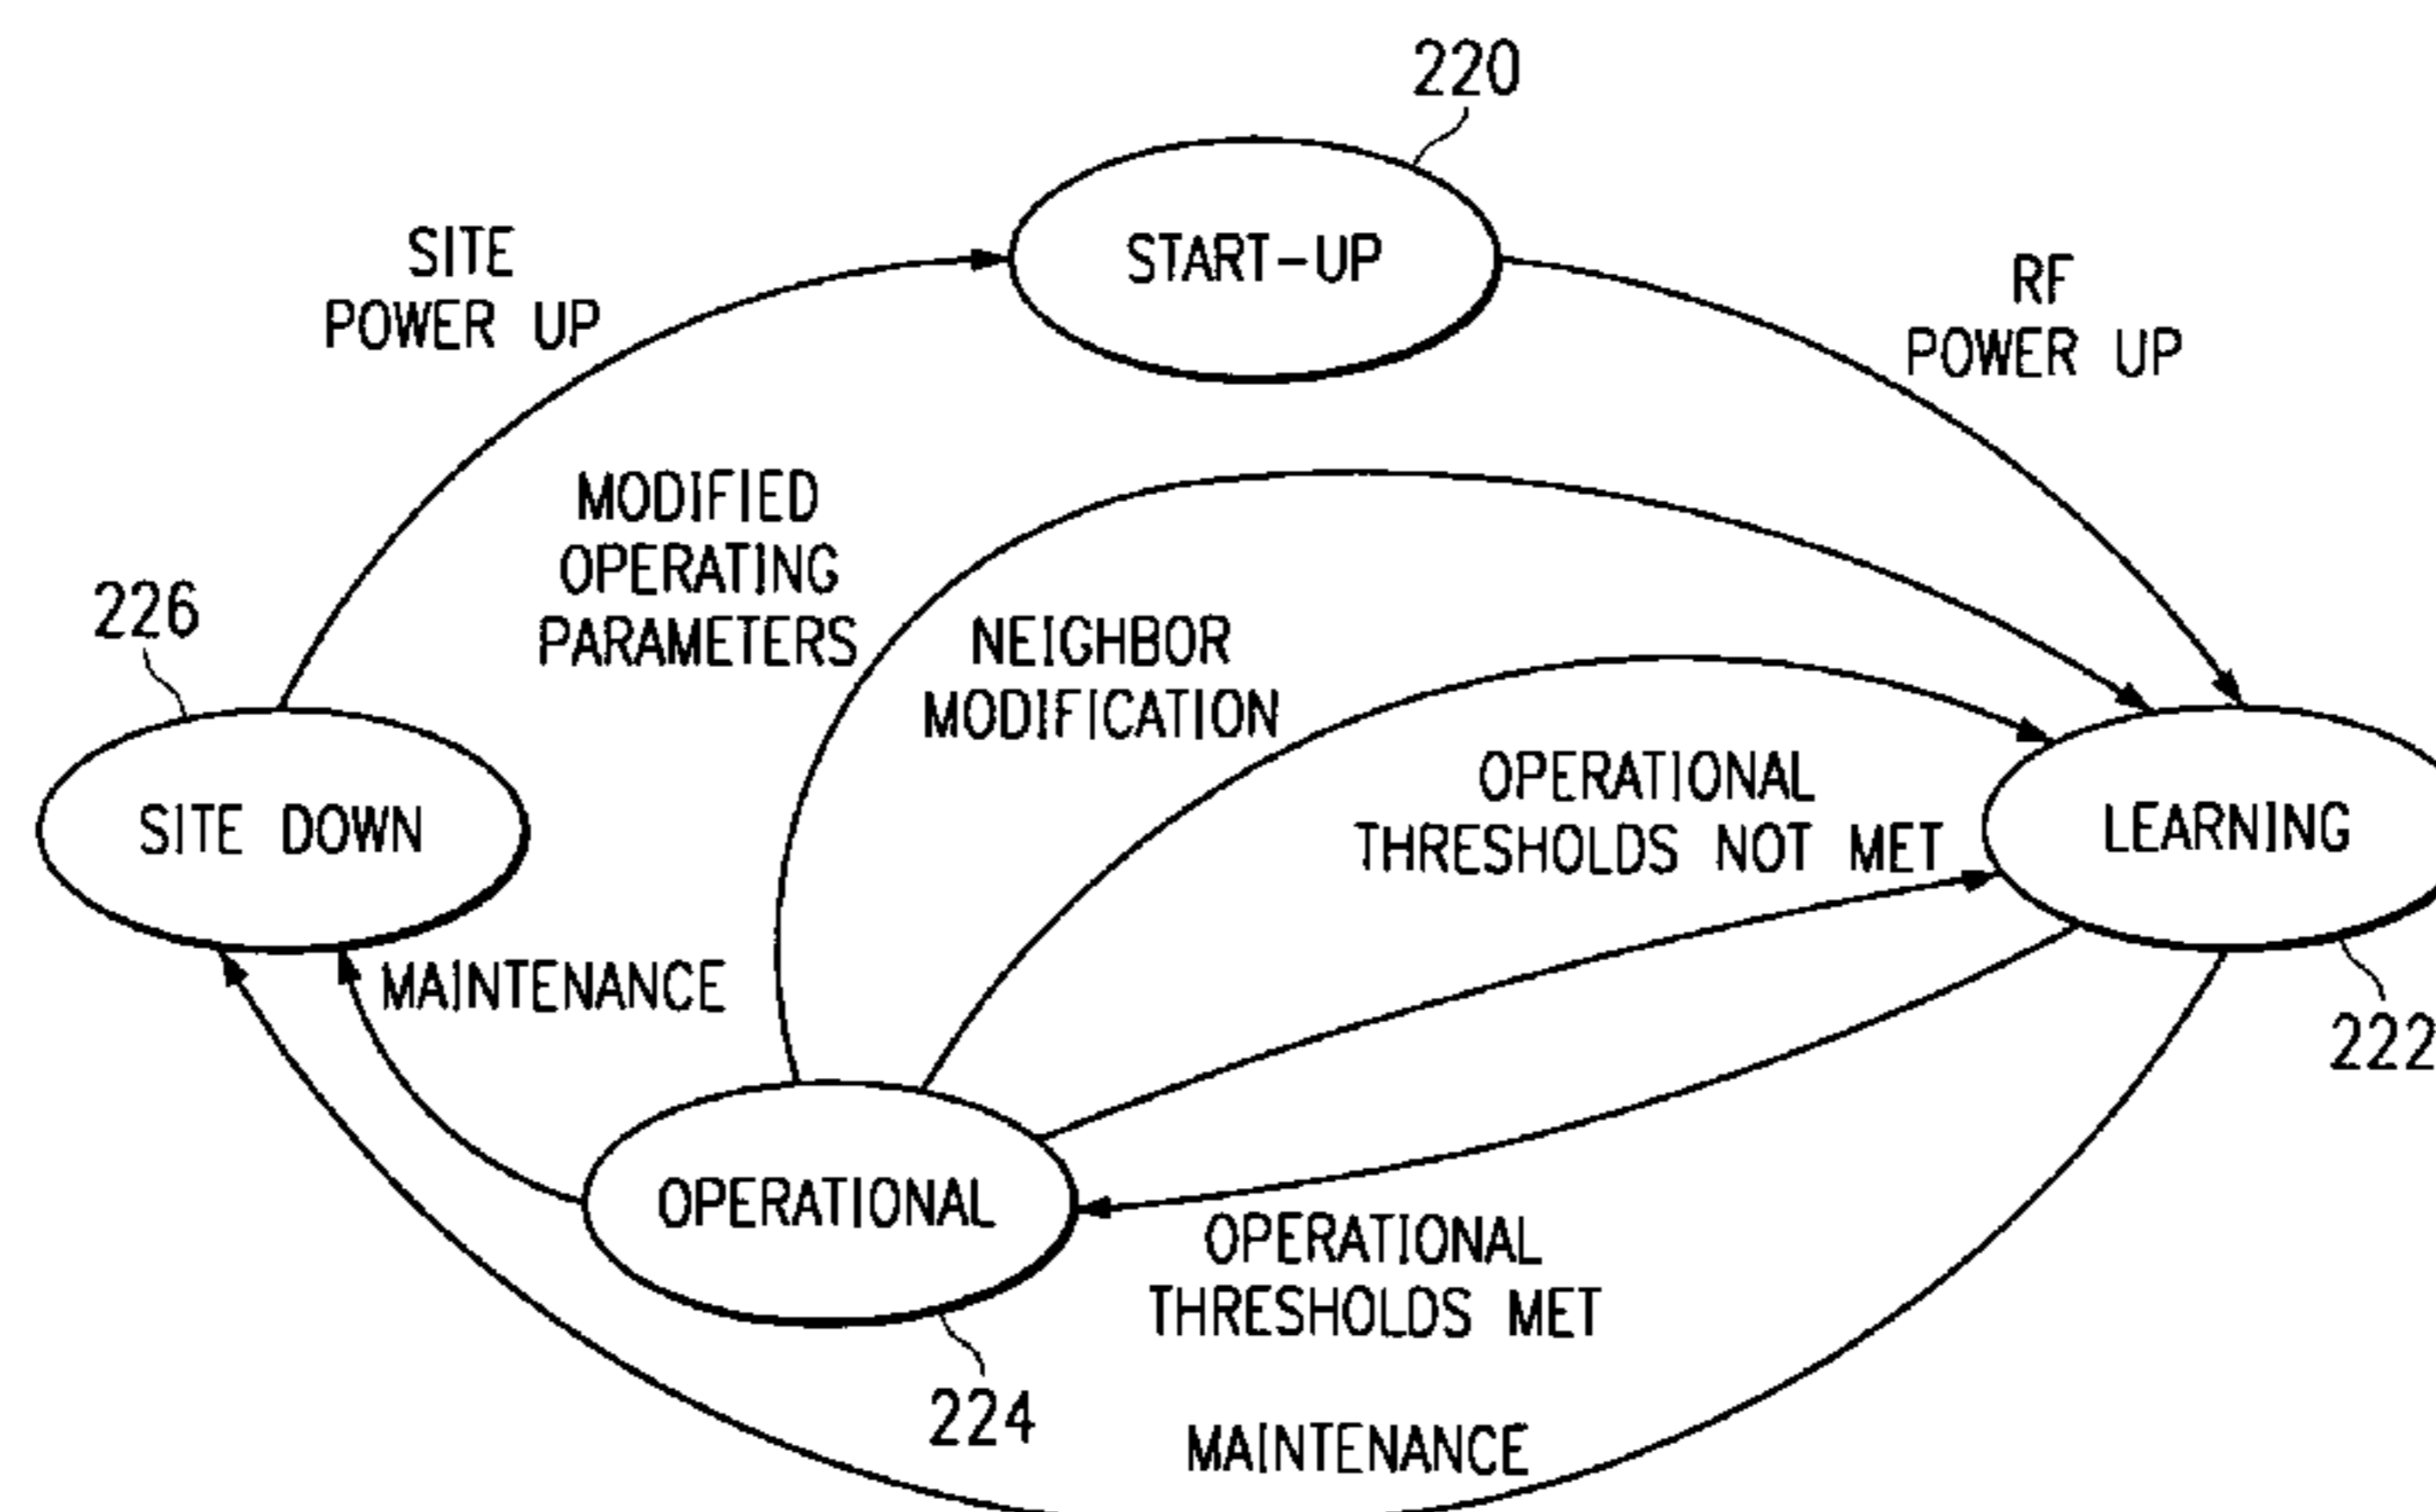 220
START-UP
SITE
POWER UP
RF
POWER UP
MODIFIED
OPERATING
PARAMETERS
226
NEIGHBOR
MODIFICATION
OPERATIONAL
THRESHOLDS NOT MET
SITE DOWN
LEARNING
MAINTENANCE
222
OPERATIONAL
OPERATIONAL
THRESHOLDS MET
224
MAINTENANCE